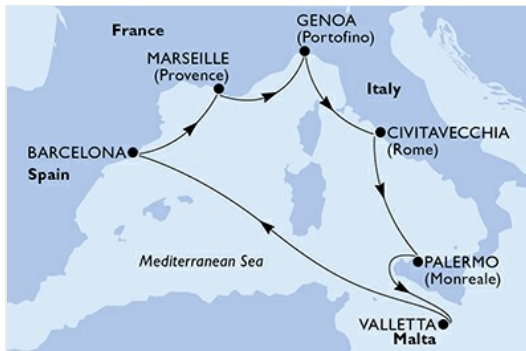 GENOA
(Portofino)
France
MARSEILLE
(Provence)
Italy
CIVITAVECCHIA
(Rome)
BARCELONA
Spain
Mediterranean Sea
PALERMO
(Monreale)
VALLETTA
Malta